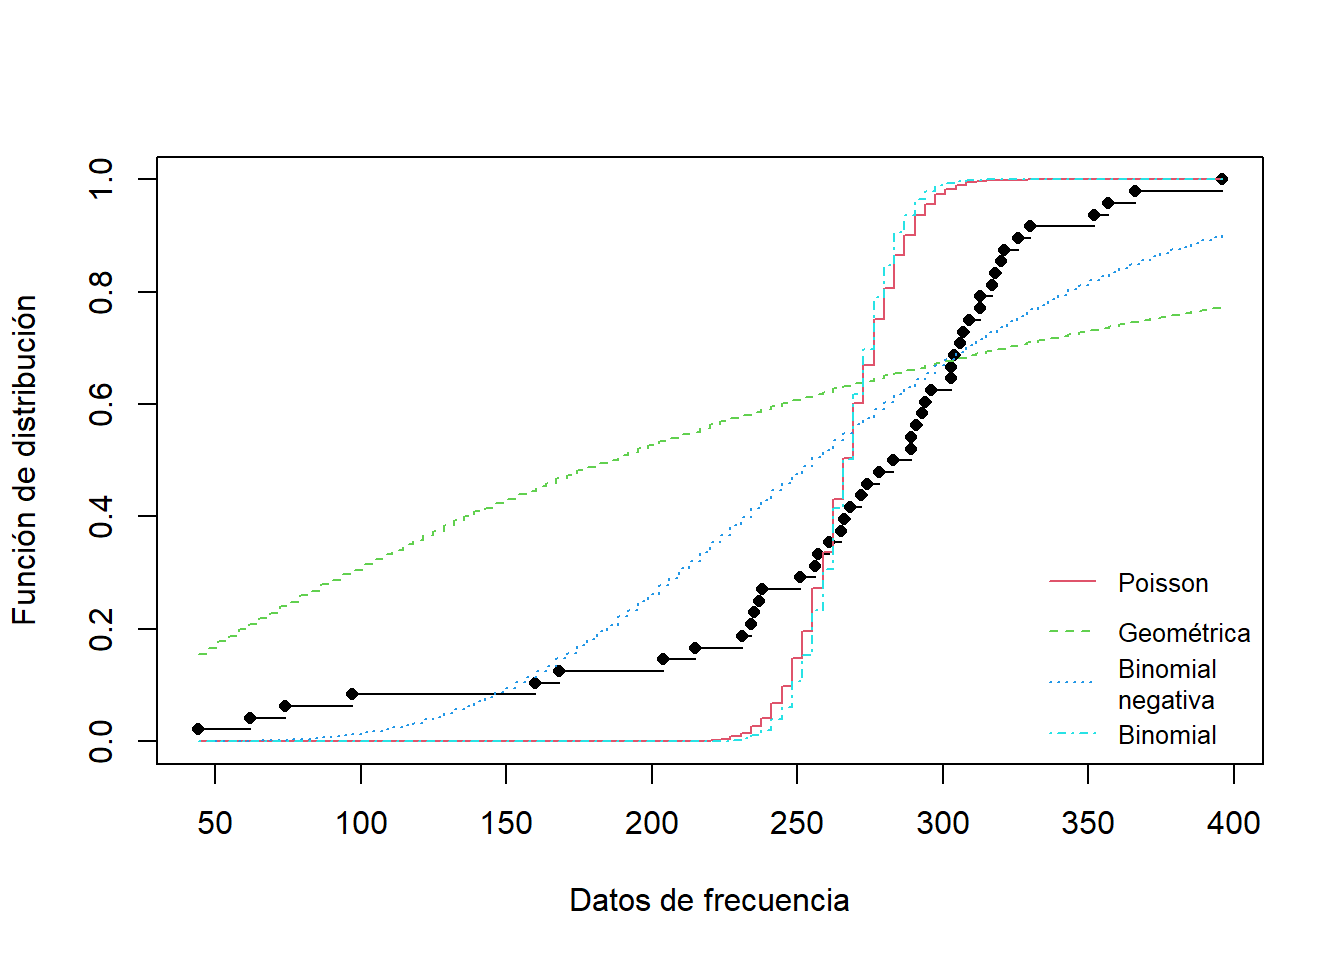 Función de distribución
1.0
0.8
0.6
0.4
0.2
0.0
Poisson
Geométrica
Binomial
negativa
Binomial
50 100 150 200 250 300 350 400
Datos de frecuencia